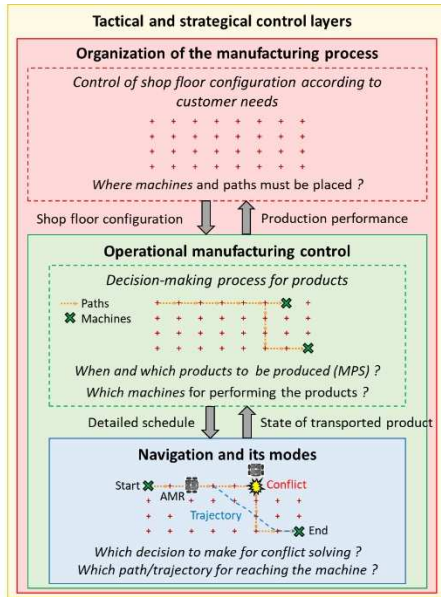 Tactical and strategical control layers
Organization of the manufacturing process
Control of shop floor configuration according to
customer needs
Where machines and paths must be placed ?
Shop floor configuration
Production performance
Operational manufacturing control
Decision-making process for products
Paths
Machines
When and which products to be produced (MPS) ?
Which machines for performing the products ?
Detailed schedule
State of transported product
Navigation and its modes
Start
AMR
Conflict
Trajectory
End
Which decision to make for conflict solving ?
Which path/trajectory for reaching the machine ?